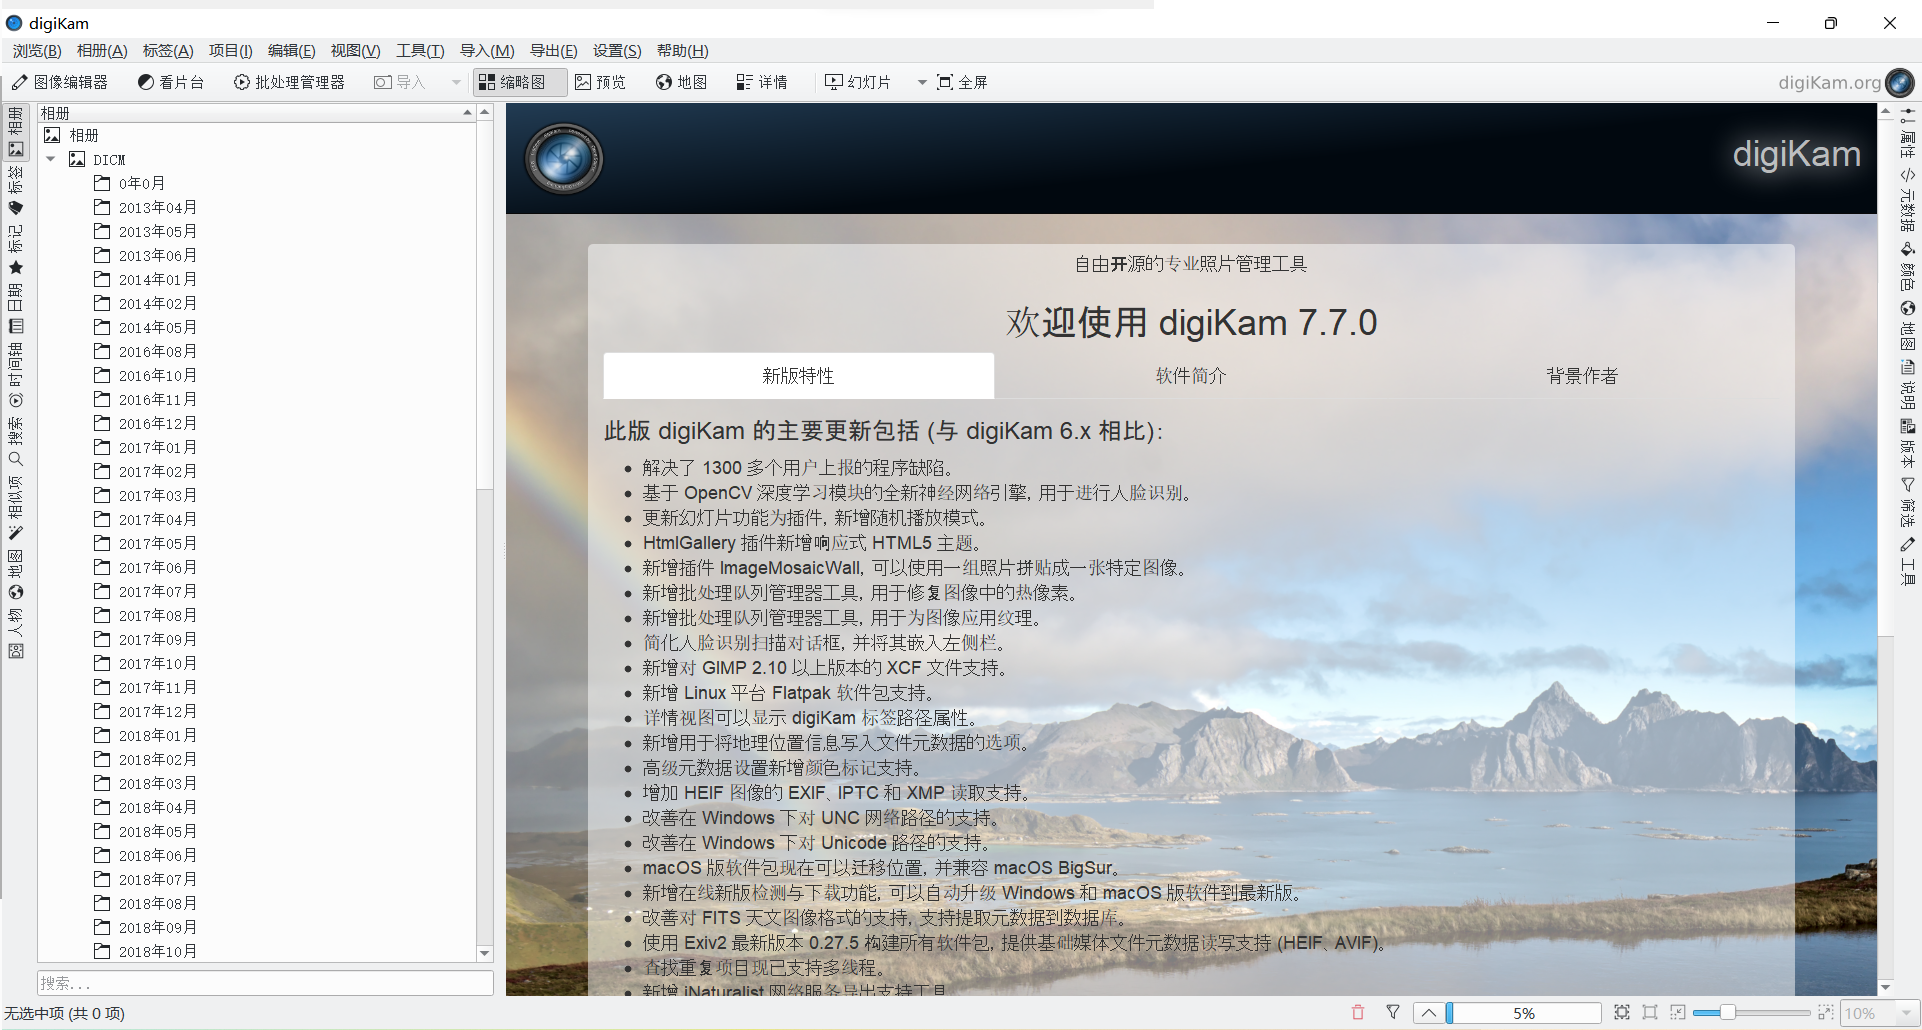 digiKam
浏览(B) 相册(A) 标签(A) 项目(I) 编辑(E) 视图(V) 工具(T) 导入(M) 导出(E) 设置(S) 帮助(H)
图像编辑器 看片台 批处理管理器 导入 缩略图 预览 地图 详情 幻灯片 全屏 digiKam.org
相册
标签
标记
日期
时间轴
搜索
相似项
地图
人物
相册
相册
DICM
0年0月
2013年04月
2013年05月
2013年06月
2014年01月
2014年02月
2014年05月
2016年08月
2016年10月
2016年11月
2016年12月
2017年01月
2017年02月
2017年03月
2017年04月
2017年05月
2017年06月
2017年07月
2017年08月
2017年09月
2017年10月
2017年11月
2017年12月
2018年01月
2018年02月
2018年03月
2018年04月
2018年05月
2018年06月
2018年07月
2018年08月
2018年09月
2018年10月
搜索...
digiKam
自由开源的专业照片管理工具
欢迎使用 digiKam 7.7.0
新版特性 软件简介 背景作者
此版 digiKam 的主要更新包括 (与 digiKam 6.x 相比):
解决了 1300 多个用户上报的程序缺陷。
基于 OpenCV 深度学习模块的全新神经网络引擎, 用于进行人脸识别。
更新幻灯片功能为插件, 新增随机播放模式。
HtmlGallery 插件新增响应式 HTML5 主题。
新增插件 ImageMosaicWall, 可以使用一组照片拼贴成一张特定图像。
新增批处理队列管理器工具, 用于修复图像中的热像素。
新增批处理队列管理器工具, 用于为图像应用纹理。
简化人脸识别扫描对话框, 并将其嵌入左侧栏。
新增对 GIMP 2.10 以上版本的 XCF 文件支持。
新增 Linux 平台 Flatpak 软件包支持。
详情视图可以显示 digiKam 标签路径属性。
新增用于将地理位置信息写入文件元数据的选项。
高级元数据设置新增颜色标记支持。
增加 HEIF 图像的 EXIF、IPTC 和 XMP 读取支持。
改善在 Windows 下对 UNC 网络路径的支持。
改善在 Windows 下对 Unicode 路径的支持。
macOS 版软件包现在可以迁移位置, 并兼容 macOS BigSur。
新增在线新版检测与下载功能, 可以自动升级 Windows 和 macOS 版软件到最新版。
改善对 FITS 天文图像格式的支持, 支持提取元数据到数据库。
使用 Exiv2 最新版本 0.27.5 构建所有软件包, 提供基础媒体文件元数据读写支持 (HEIF、AVIF)。
查找重复项目现已支持多线程。
新增 iNaturalist 网络服务导出支持工具
属性
元数据
颜色
地图
说明
版本
筛选
工具
无选中项 (共 0 项) 5% 10%